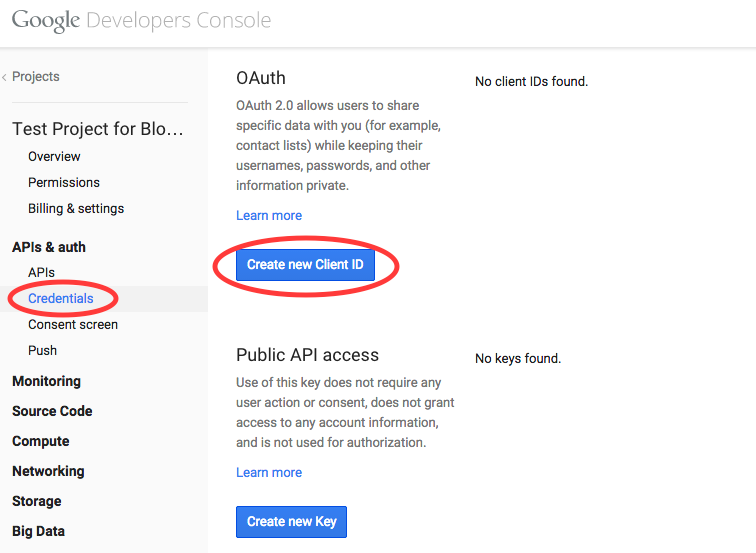 Google Developers Console
Projects
Test Project for Blo…
Overview
Permissions
Billing & settings
APIs & auth
APIs
Credentials
Consent screen
Push
Monitoring
Source Code
Compute
Networking
Storage
Big Data
OAuth
OAuth 2.0 allows users to share
specific data with you (for example,
contact lists) while keeping their
usernames, passwords, and other
information private.
Learn more
Create new Client ID
No client IDs found.
Public API access
Use of this key does not require any
user action or consent, does not grant
access to any account information,
and is not used for authorization.
Learn more
Create new Key
No keys found.